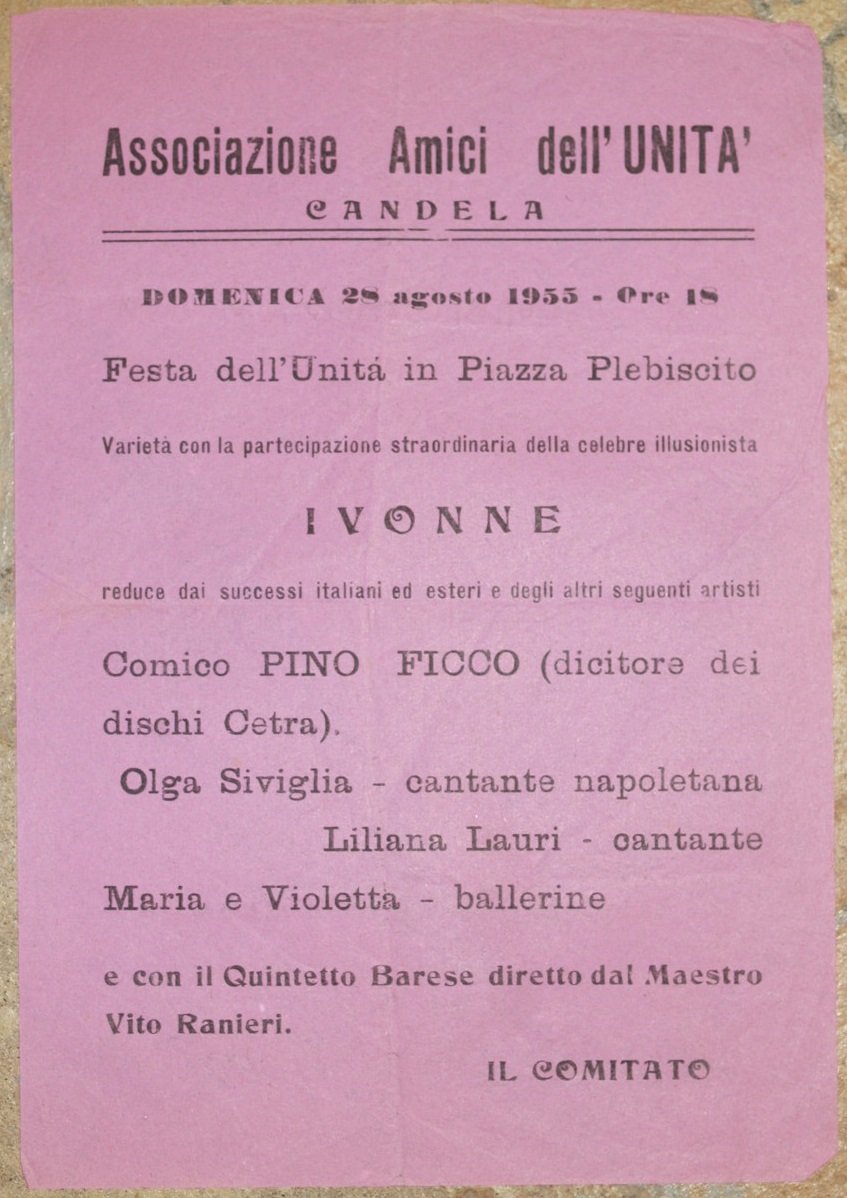 Associazione Amici dell'UNITA'
CANDELA
DOMENICA 28 agosto 1955 - Ore 18
Festa dell'Unitá in Piazza Plebiscito
Varietà con la partecipazione straordinaria della celebre illusionista
IVONNE
reduce dai successi italiani ed esteri e degli altri seguenti artisti
Comico PINO FICCO (dicitore dei
dischi Cetra).
Olga Siviglia - cantante napoletana
Liliana Lauri - cantante
Maria e Violetta - ballerine
e con il Quintetto Barese diretto dal Maestro
Vito Ranieri.
IL COMITATO